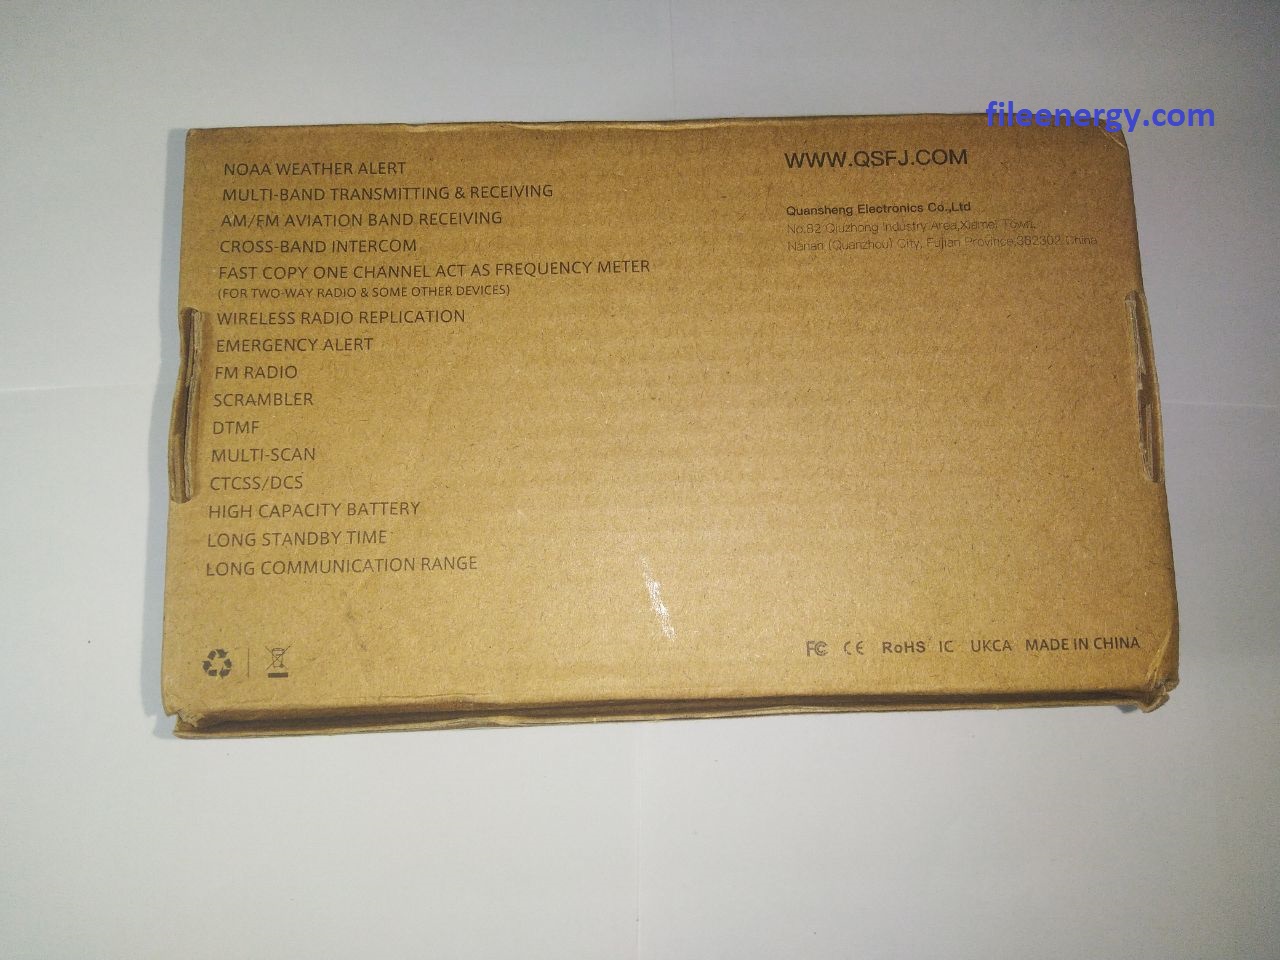 fileenergy.com
NOAA WEATHER ALERT
MULTI-BAND TRANSMITTING & RECEIVING
AM/FM AVIATION BAND RECEIVING
CROSS-BAND INTERCOM
FAST COPY ONE CHANNEL ACT AS FREQUENCY METER
(FOR TWO-WAY RADIO & SOME OTHER DEVICES)
WIRELESS RADIO REPLICATION
EMERGENCY ALERT
FM RADIO
SCRAMBLER
DTMF
MULTI-SCAN
CTCSS/DCS
HIGH CAPACITY BATTERY
LONG STANDBY TIME
LONG COMMUNICATION RANGE
WWW.QSFJ.COM
Quansheng Electronics Co.,Ltd
No.82 Qiuzhong Industry Area,Xiamei Town,
Nanan (Quanzhou) City, Fujian Province,362302 China
FC CE RoHS IC UKCA MADE IN CHINA